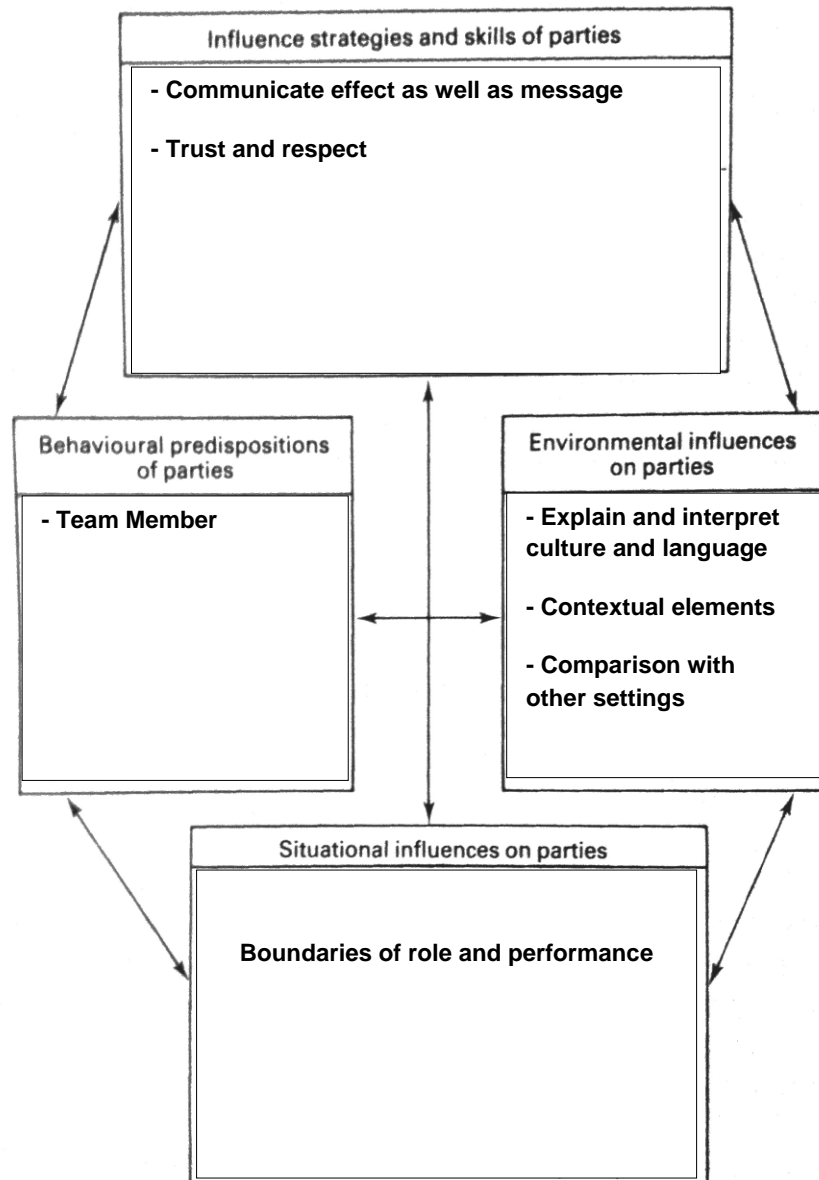 Influence strategies and skills of parties
- Communicate effect as well as message
- Trust and respect
Behavioural predispositions
of parties
- Team Member
Environmental influences
on parties
- Explain and interpret
culture and language
- Contextual elements
- Comparison with
other settings
Situational influences on parties
Boundaries of role and performance